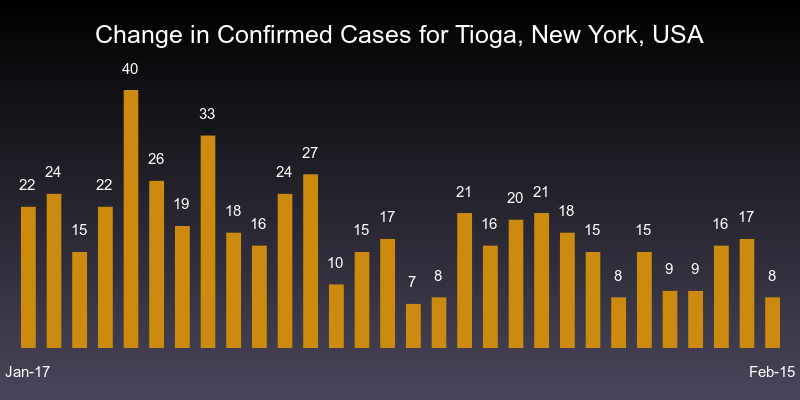 Change in Confirmed Cases for Tioga, New York, USA
22 24 15 22 40 26 19 33 18 16 24 27 10 15 17 7 8 21 16 20 21 18 15 8 15 9 9 16 17 8
Jan-17 Feb-15